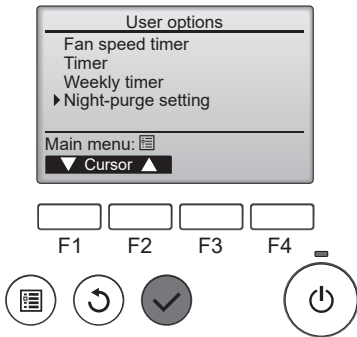 User options
Fan speed timer
Timer
Weekly timer
Night-purge setting
Main menu:
Cursor
F1 F2 F3 F4